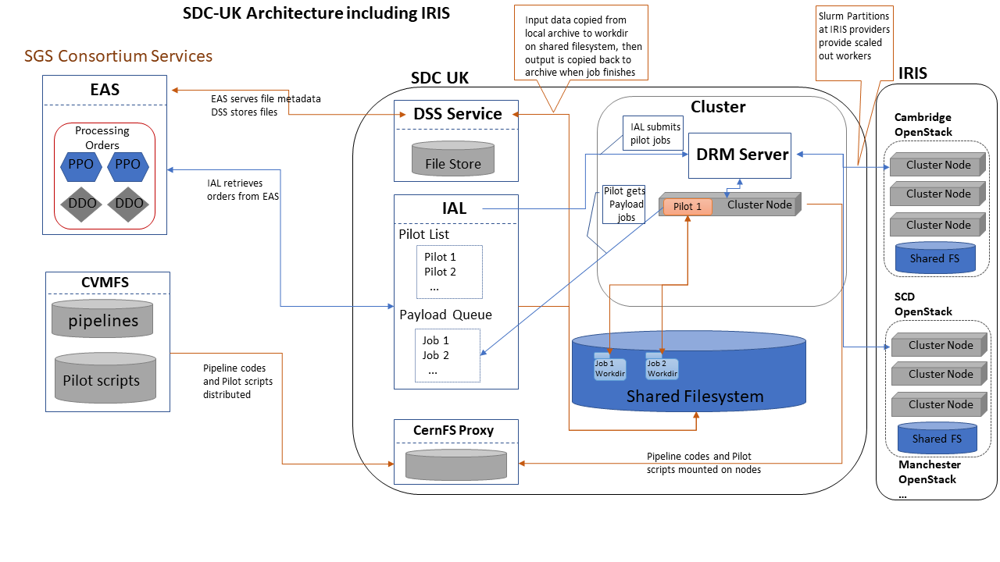 SDC-UK Architecture including IRIS
SGS Consortium Services
EAS
Processing
Orders
PPO
PPO
DDO
DDO
CVMFS
pipelines
Pilot scripts
EAS serves file metadata
DSS stores files
IAL retrieves
orders from EAS
Pipeline codes
and Pilot scripts
distributed
SDC UK
DSS Service
File Store
IAL
Pilot List
Pilot 1
Pilot 2
...
Payload Queue
Job 1
Job 2
...
CernFS Proxy
Input data copied from
local archive to workdir
on shared filesystem, then
output is copied back to
archive when job finishes
Cluster
IAL submits
pilot jobs
DRM Server
Pilot gets
Payload
jobs
Pilot 1
Cluster Node
Job 1
Workdir
Job 2
Workdir
Shared Filesystem
Pipeline codes and Pilot
scripts mounted on nodes
Slurm Partitions
at IRIS providers
provide scaled
out workers
IRIS
Cambridge
OpenStack
Cluster Node
Cluster Node
Cluster Node
Shared FS
SCD
OpenStack
Cluster Node
Cluster Node
Cluster Node
Shared FS
Manchester
OpenStack
...